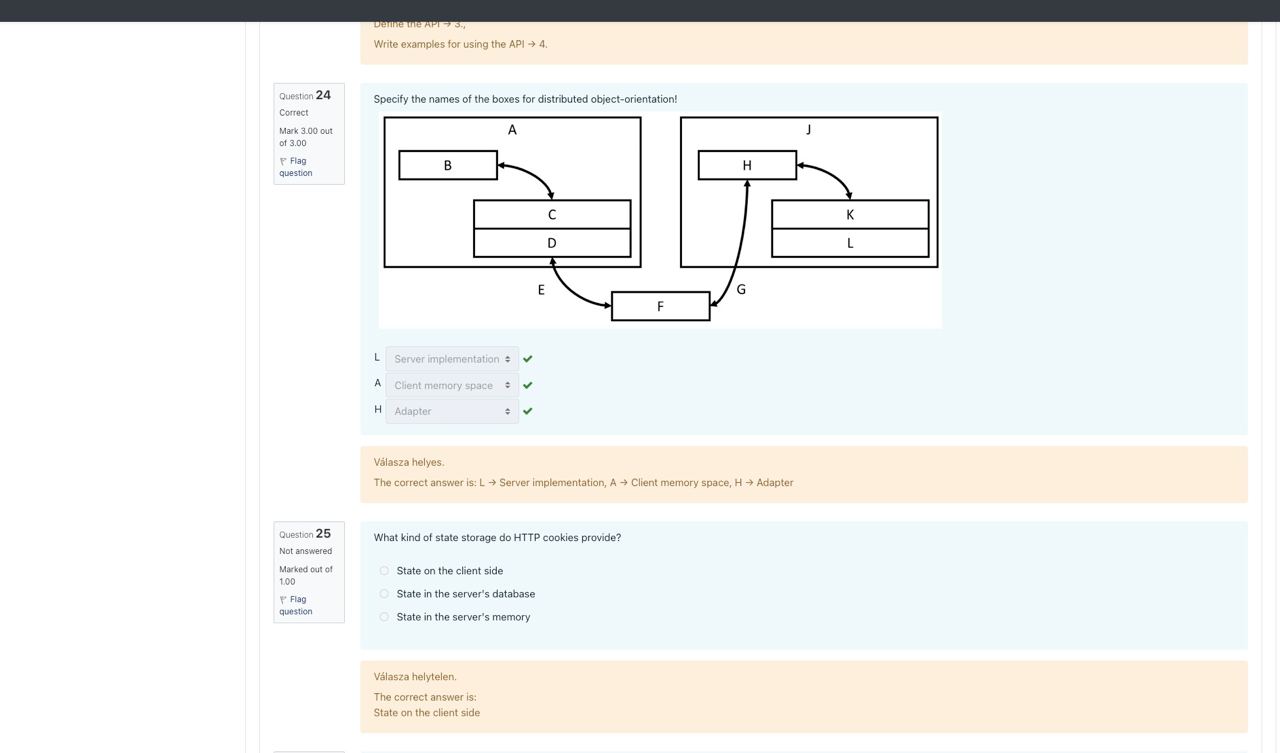 Define the API → 3.,
Write examples for using the API → 4.
Question 24
Correct
Mark 3.00 out
of 3.00
Flag
question
Specify the names of the boxes for distributed object-orientation!
A
J
B
H
C
K
D
L
E
G
F
L Server implementation
A Client memory space
H Adapter
Válasza helyes.
The correct answer is: L → Server implementation, A → Client memory space, H → Adapter
Question 25
Not answered
Marked out of
1.00
Flag
question
What kind of state storage do HTTP cookies provide?
State on the client side
State in the server's database
State in the server's memory
Válasza helytelen.
The correct answer is:
State on the client side